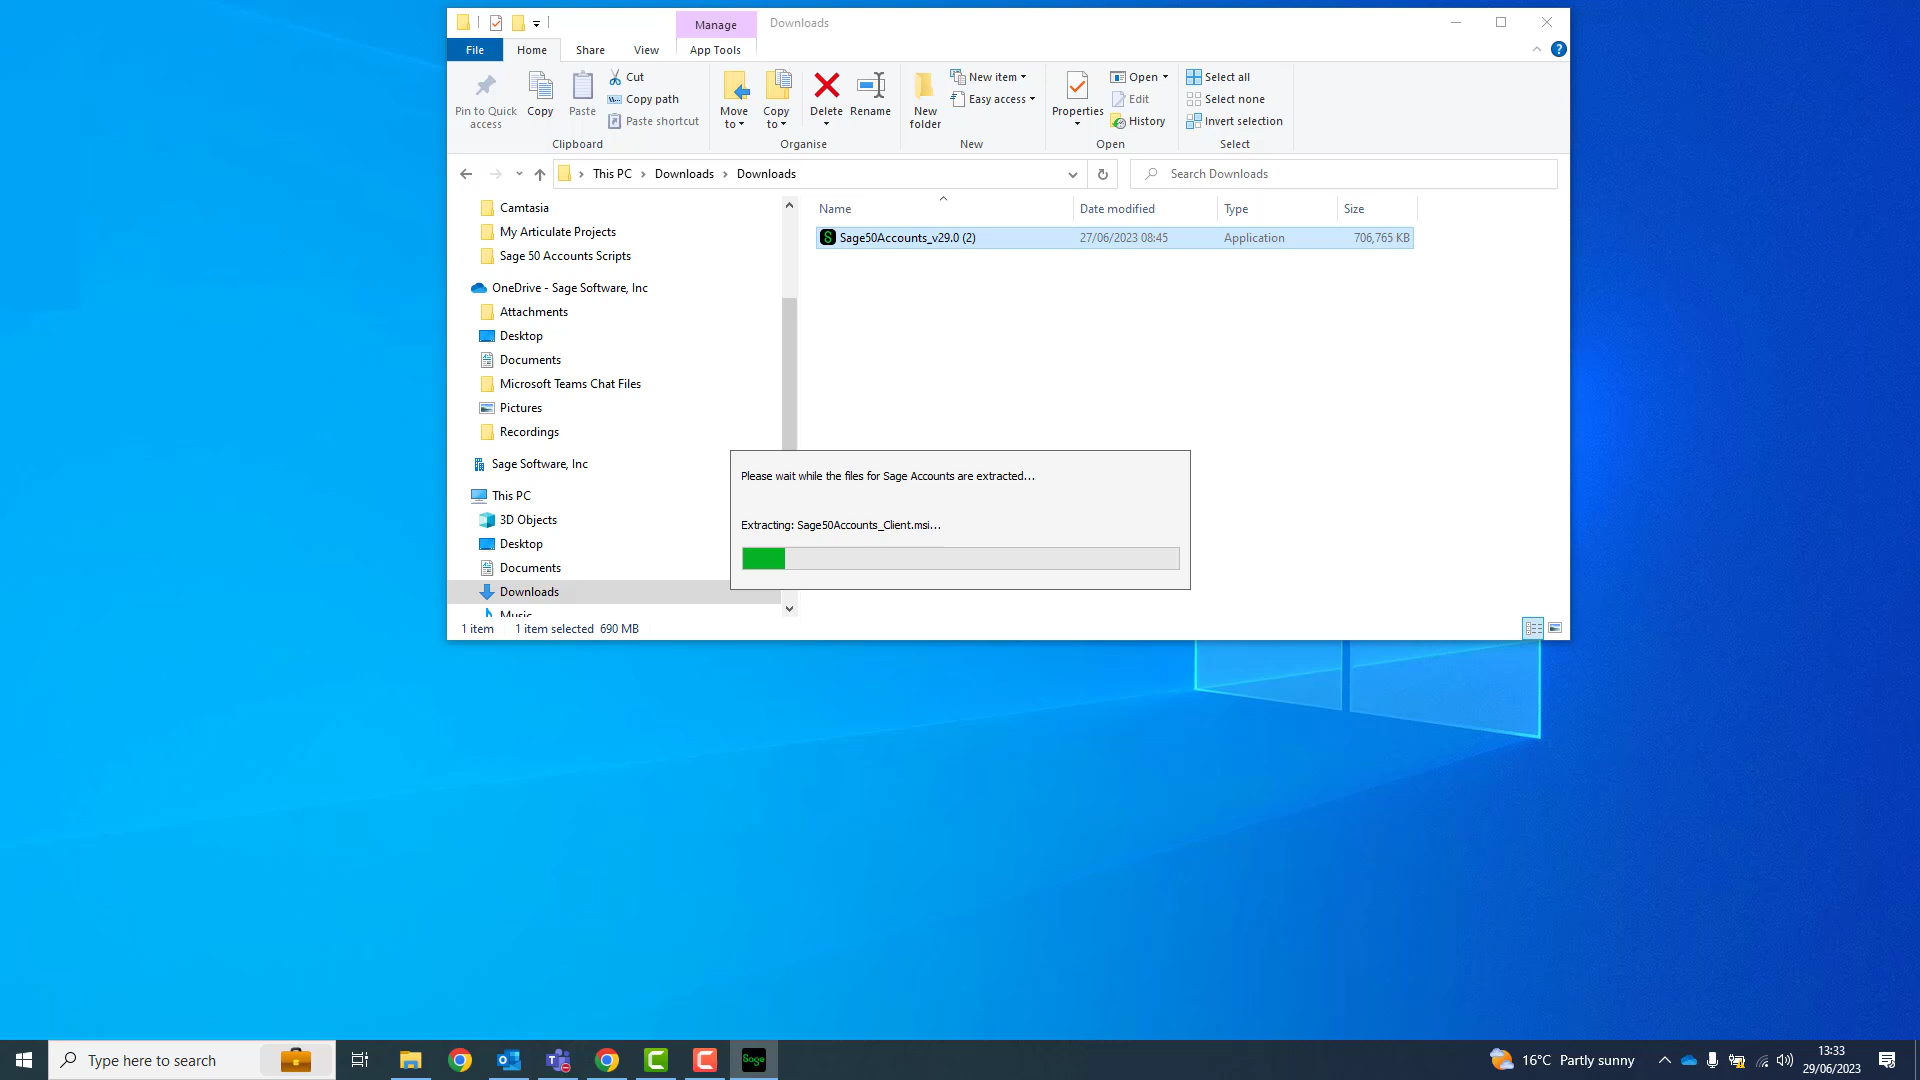 Manage
Downloads
File
Home
Share
View
App Tools
Pin to Quick access
Copy
Paste
Cut
Copy path
Paste shortcut
Clipboard
Move to
Copy to
Delete
Rename
Organise
New folder
New item
Easy access
New
Properties
Open
Edit
History
Open
Select all
Select none
Invert selection
Select
This PC
Downloads
Downloads
Search Downloads
Camtasia
My Articulate Projects
Sage 50 Accounts Scripts
OneDrive - Sage Software, Inc
Attachments
Desktop
Documents
Microsoft Teams Chat Files
Pictures
Recordings
Sage Software, Inc
This PC
3D Objects
Desktop
Documents
Downloads
Music
Name
Date modified
Type
Size
Sage50Accounts_v29.0 (2)
27/06/2023 08:45
Application
706,765 KB
Please wait while the files for Sage Accounts are extracted...
Extracting: Sage50Accounts_Client.msi...
1 item
1 item selected 690 MB
Type here to search
Sage
16°C Partly sunny
13:33
29/06/2023